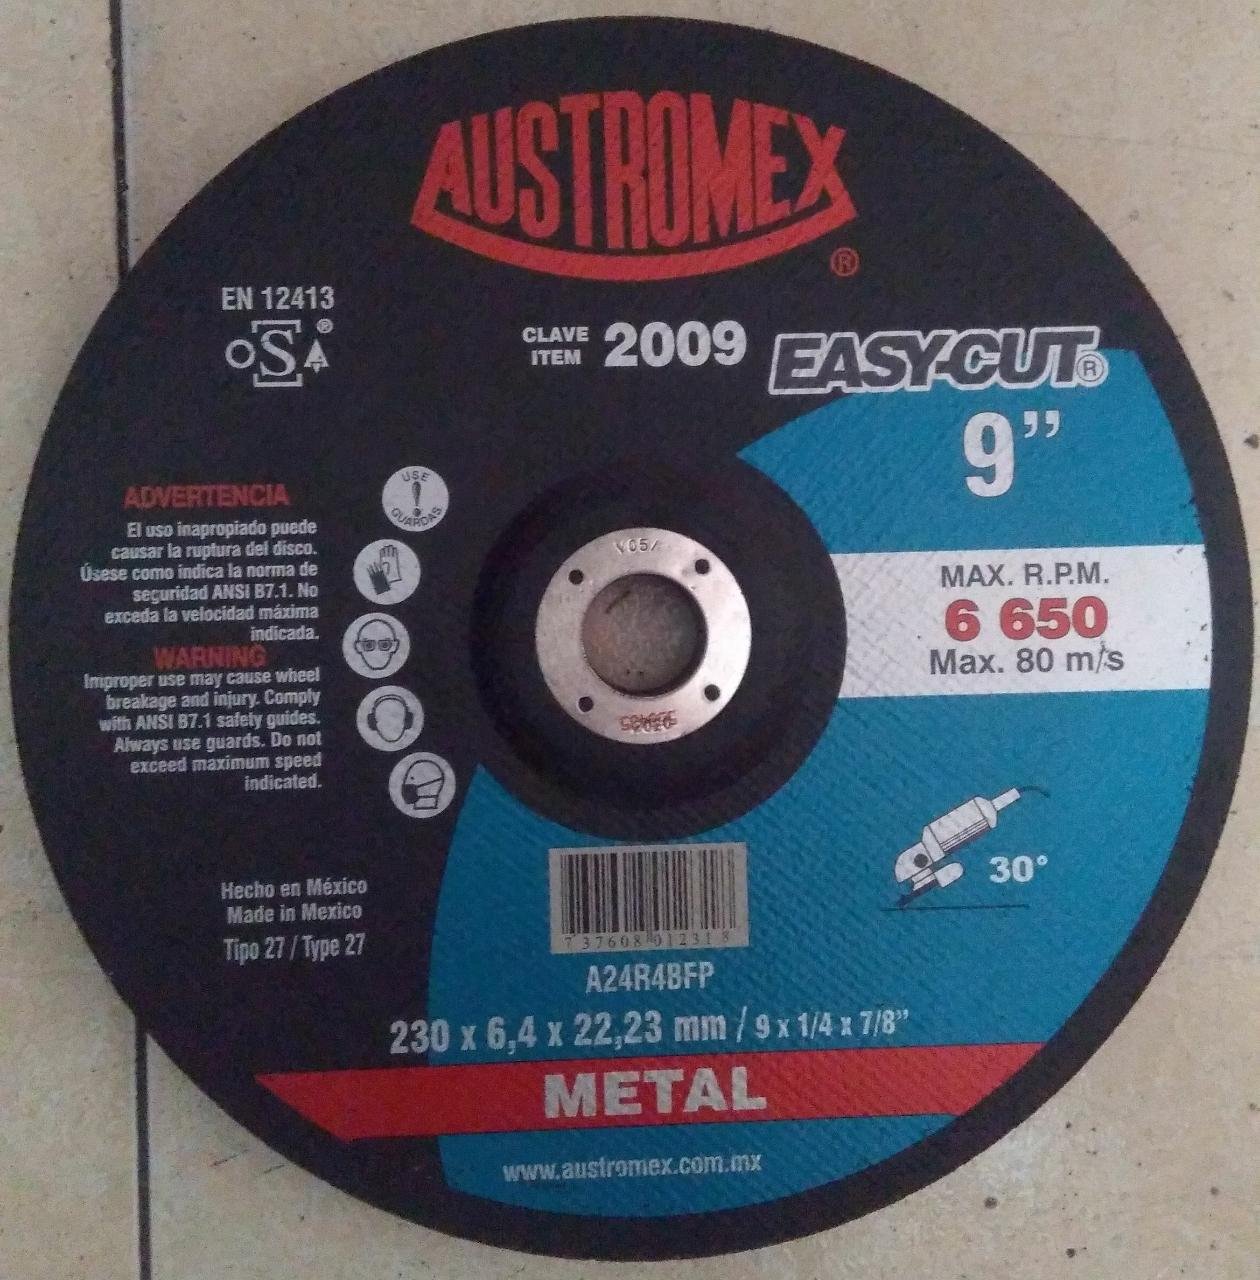 AUSTROMEX
®
EN 12413
oSA®
CLAVE
ITEM
2009
EASY-CUT®
9”
ADVERTENCIA
El uso inapropiado puede
causar la ruptura del disco.
Úsese como indica la norma de
seguridad ANSI B7.1. No
exceda la velocidad máxima
indicada.
WARNING
Improper use may cause wheel
breakage and injury. Comply
with ANSI B7.1 safety guides.
Always use guards. Do not
exceed maximum speed
indicated.
USE
GUARDAS
MAX. R.P.M.
6 650
Max. 80 m/s
30°
Hecho en México
Made in Mexico
Tipo 27 / Type 27
7 37608 01231 8
A24R4BFP
230 x 6,4 x 22,23 mm / 9 x 1/4 x 7/8”
METAL
www.austromex.com.mx